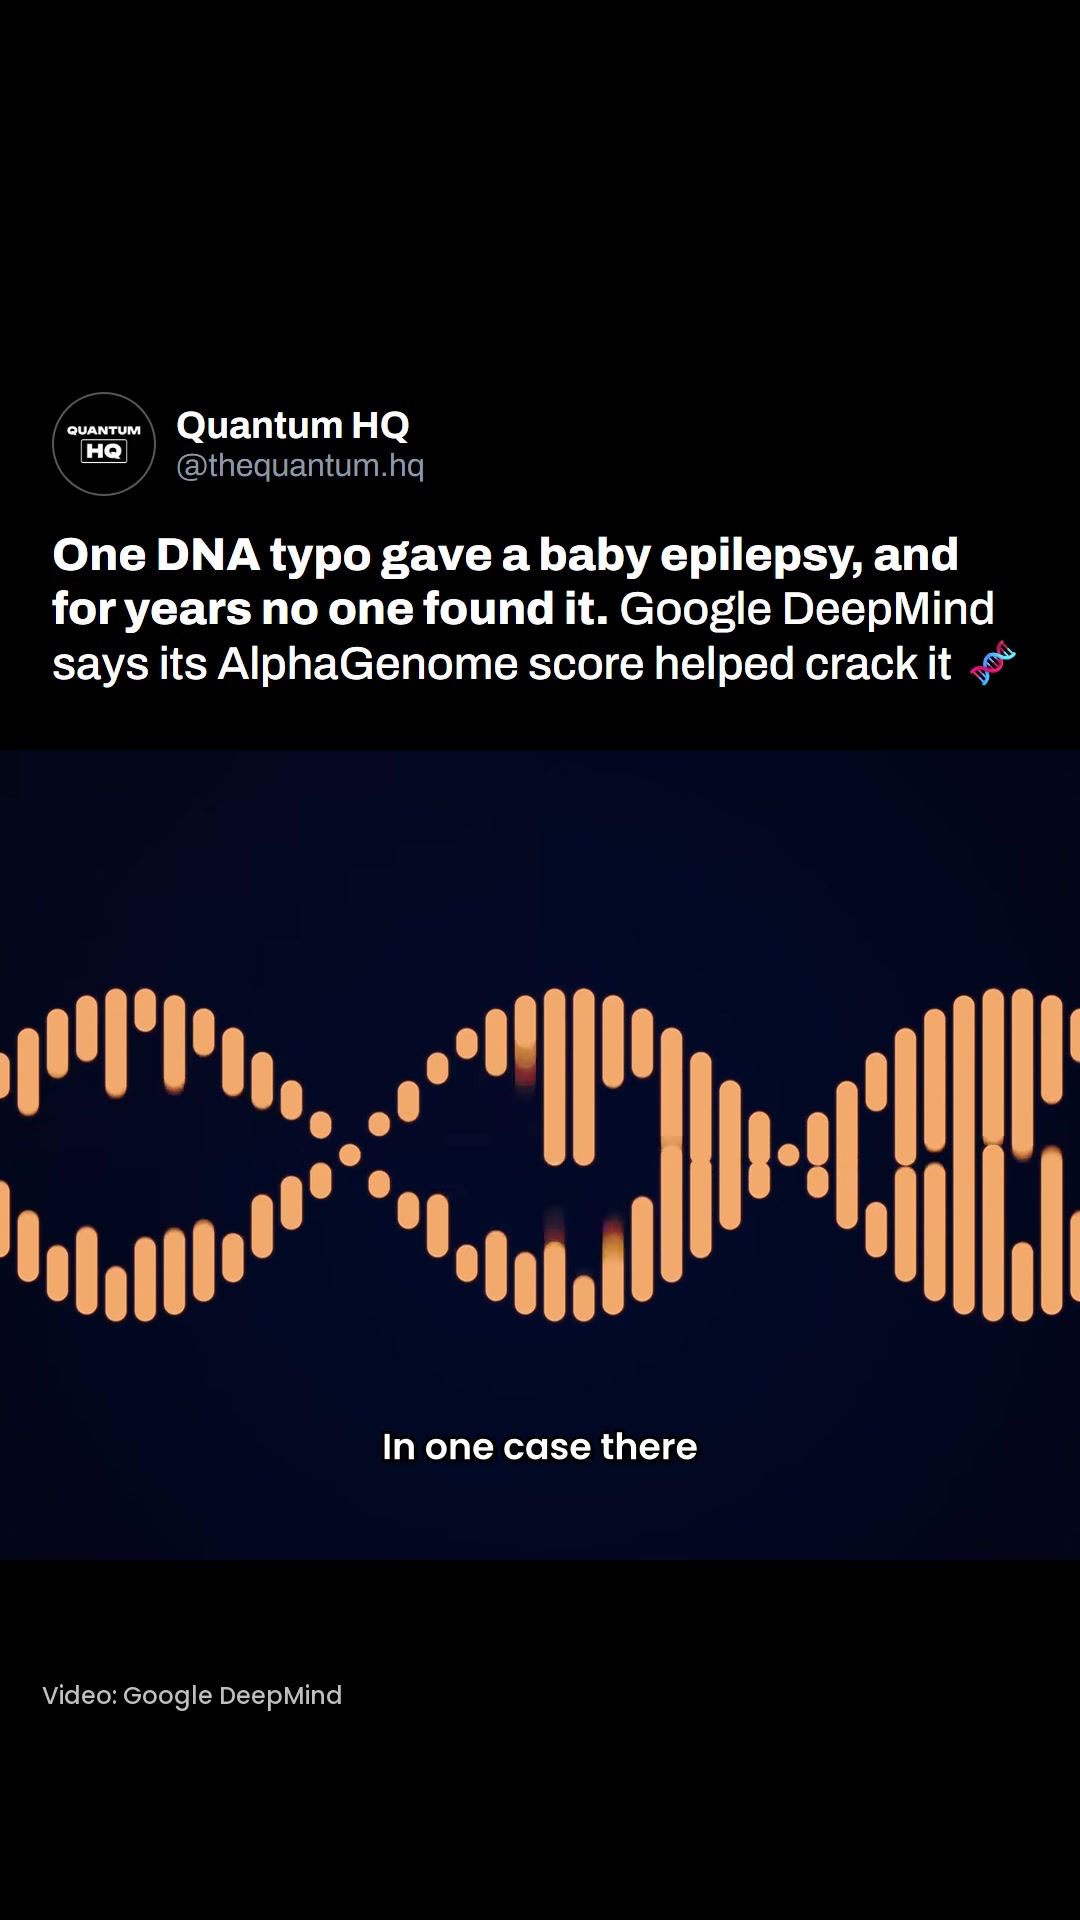 QUANTUM
HQ
Quantum HQ
@thequantum.hq
One DNA typo gave a baby epilepsy, and
for years no one found it. Google DeepMind
says its AlphaGenome score helped crack it 🧬
In one case there
Video: Google DeepMind